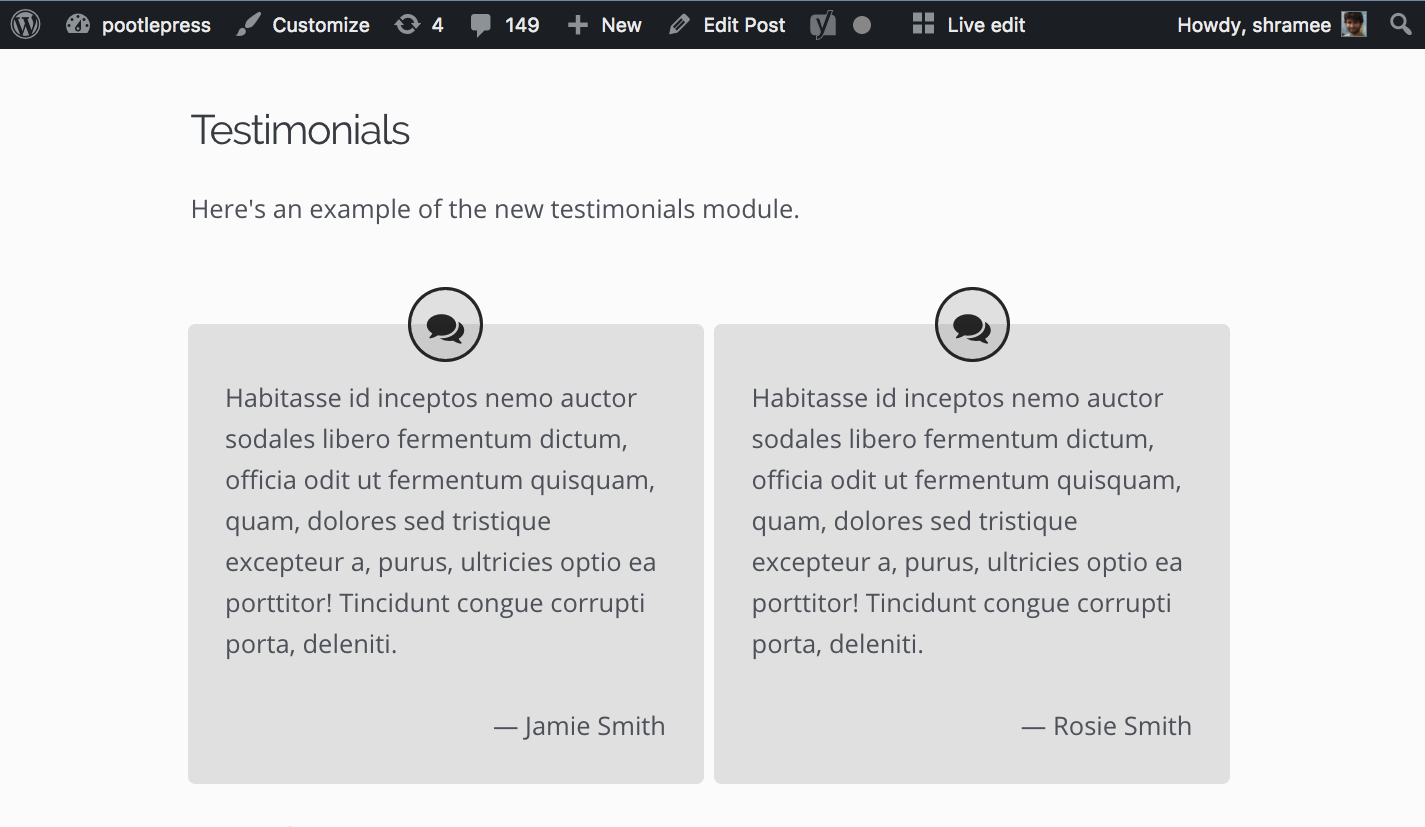 pootlepress Customize 4 149 New Edit Post Live edit Howdy, shramee
Testimonials
Here's an example of the new testimonials module.
Habitasse id inceptos nemo auctor
sodales libero fermentum dictum,
officia odit ut fermentum quisquam,
quam, dolores sed tristique
excepteur a, purus, ultricies optio ea
porttitor! Tincidunt congue corrupti
porta, deleniti.
— Jamie Smith
Habitasse id inceptos nemo auctor
sodales libero fermentum dictum,
officia odit ut fermentum quisquam,
quam, dolores sed tristique
excepteur a, purus, ultricies optio ea
porttitor! Tincidunt congue corrupti
porta, deleniti.
— Rosie Smith